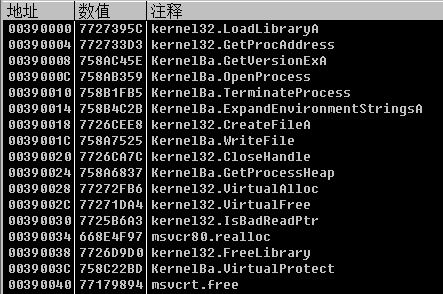 地址 数值 注释
00390000 7727395C kernel32.LoadLibraryA
00390004 772733D3 kernel32.GetProcAddress
00390008 758AC45E KernelBa.GetVersionExA
0039000C 758AB359 KernelBa.OpenProcess
00390010 758B1FB5 KernelBa.TerminateProcess
00390014 758B4C2B KernelBa.ExpandEnvironmentStringsA
00390018 7726CEE8 kernel32.CreateFileA
0039001C 758A7525 KernelBa.WriteFile
00390020 7726CA7C kernel32.CloseHandle
00390024 758A6837 KernelBa.GetProcessHeap
00390028 77272FB6 kernel32.VirtualAlloc
0039002C 77271DA4 kernel32.VirtualFree
00390030 7725B6A3 kernel32.IsBadReadPtr
00390034 668E4F97 msvcr80.realloc
00390038 7726D9D0 kernel32.FreeLibrary
0039003C 758C22BD KernelBa.VirtualProtect
00390040 77179894 msvcrt.free